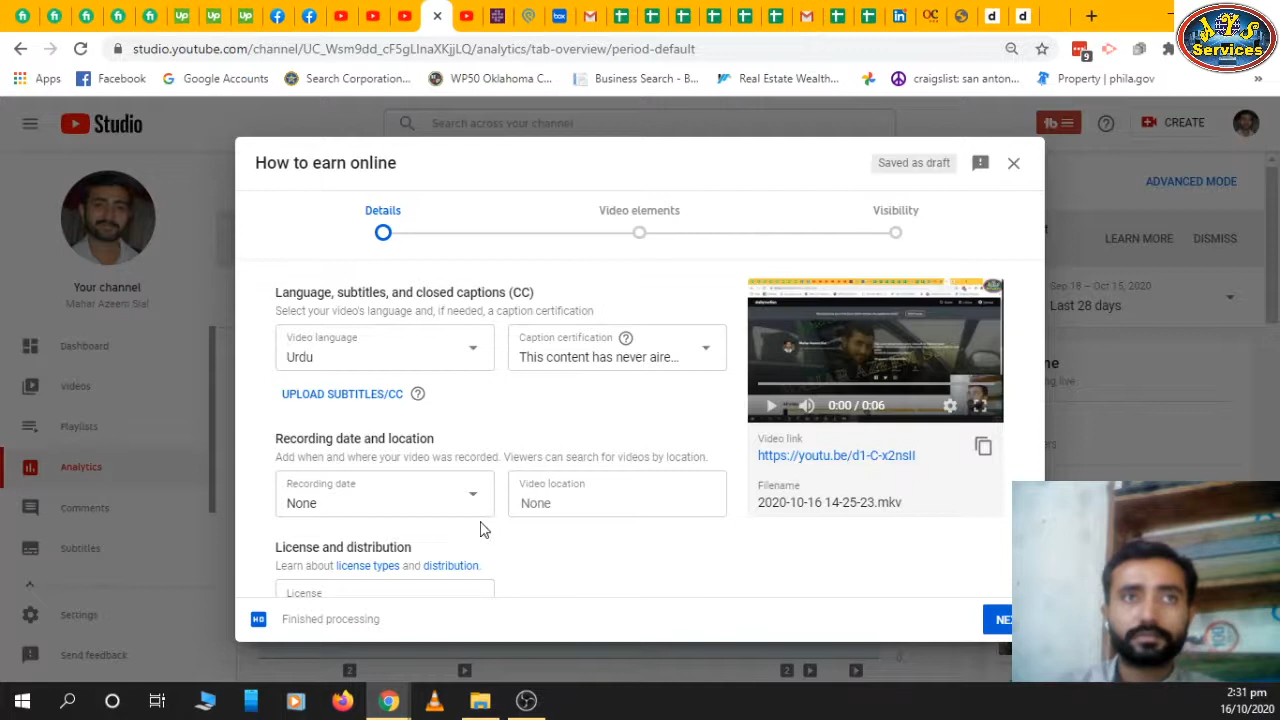 studio.youtube.com/channel/UC_Wsm9dd_cF5gLInaXKjjLQ/analytics/tab-overview/period-default
AYS
Services
Apps
Facebook
Google Accounts
Search Corporation...
WP50 Oklahoma C...
Business Search - B...
Real Estate Wealth...
craigslist: san anton...
Property | phila.gov
»
Studio
Search across your channel
CREATE
How to earn online
Saved as draft
ADVANCED MODE
Details
Video elements
Visibility
LEARN MORE
DISMISS
Your channel
Mahar Azeem Sial
Language, subtitles, and closed captions (CC)
Select your video's language and, if needed, a caption certification
Sep 18 – Oct 15, 2020
Last 28 days
Video language
Urdu
Caption certification
This content has never aire...
Dashboard
Videos
UPLOAD SUBTITLES/CC
0:00 / 0:06
Playlists
Recording date and location
Add when and where your video was recorded. Viewers can search for videos by location.
Video link
https://youtu.be/d1-C-x2nsII
Analytics
Recording date
None
Video location
None
Filename
2020-10-16 14-25-23.mkv
Comments
Subtitles
License and distribution
Learn about license types and distribution.
License
Settings
HD
Finished processing
NE
Send feedback
2
2
2:31 pm
16/10/2020